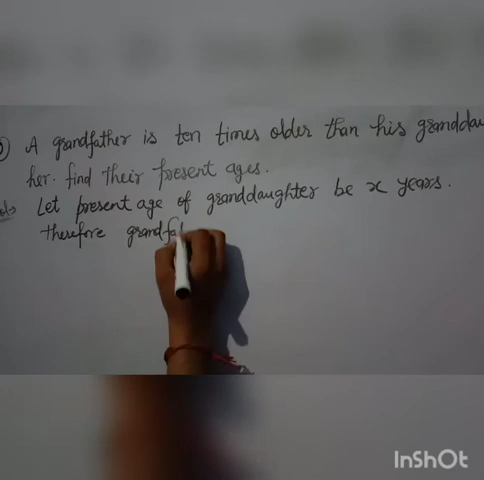 A grandfather is ten times older than his granddau
her. find their present ages.
Let present age of granddaughter be x years.
therefore grandfa
InShOt